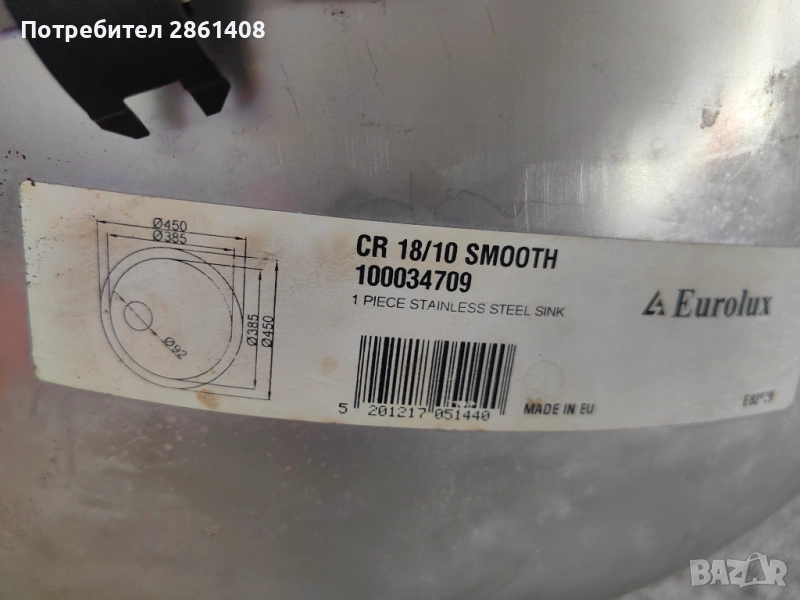 Потребител 2861408
Ø450
Ø385
Ø92
Ø385
Ø450
CR 18/10 SMOOTH
100034709
1 PIECE STAINLESS STEEL SINK
Eurolux
5 201217 051440
MADE IN EU
BAZAR